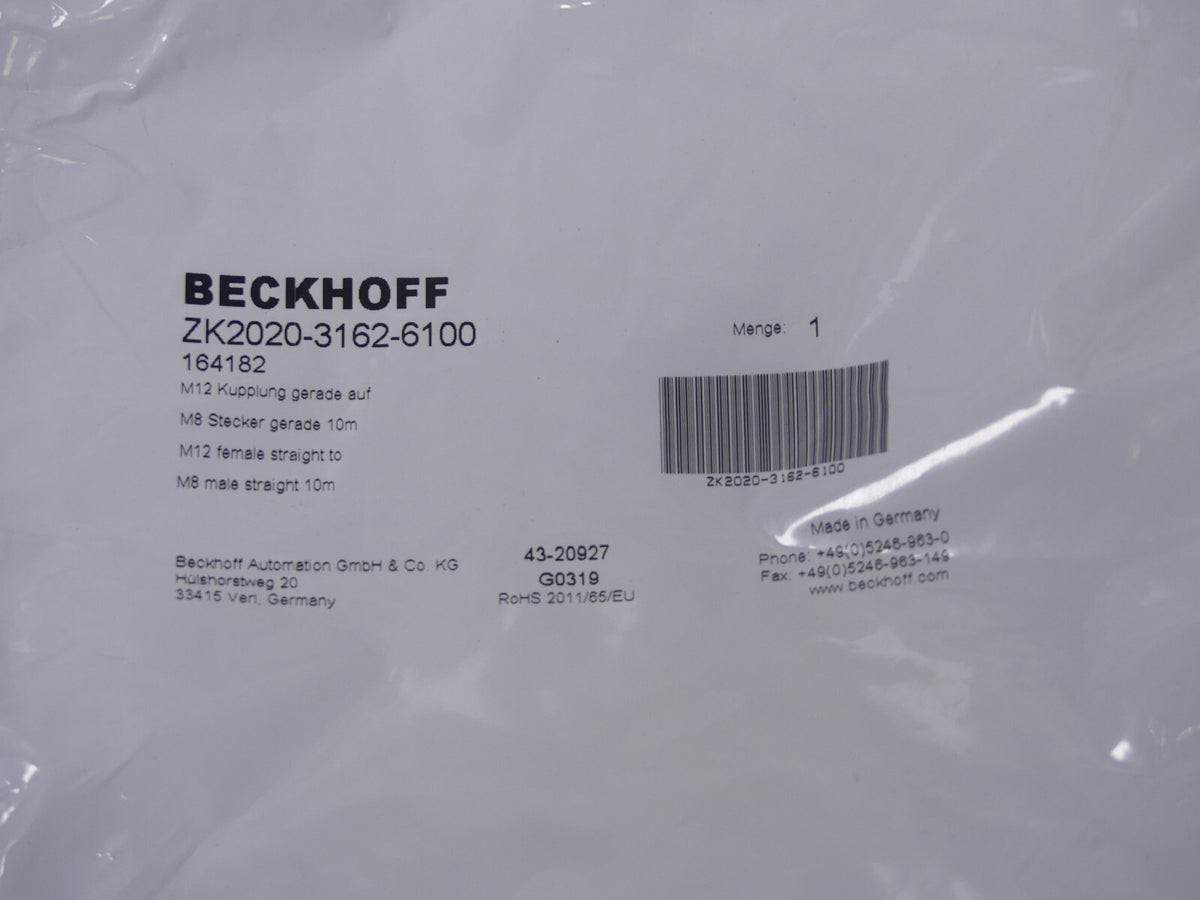 BECKHOFF
ZK2020-3162-6100
164182
M12 Kupplung gerade auf
M8 Stecker gerade 10m
M12 female straight to
M8 male straight 10m
Menge: 1
ZK2020-3162-6100
Beckhoff Automation GmbH & Co. KG
Hülshorstweg 20
33415 Verl, Germany
43-20927
G0319
RoHS 2011/65/EU
Made in Germany
Phone: +49(0)5246-963-0
Fax: +49(0)5246-963-149
www.beckhoff.com